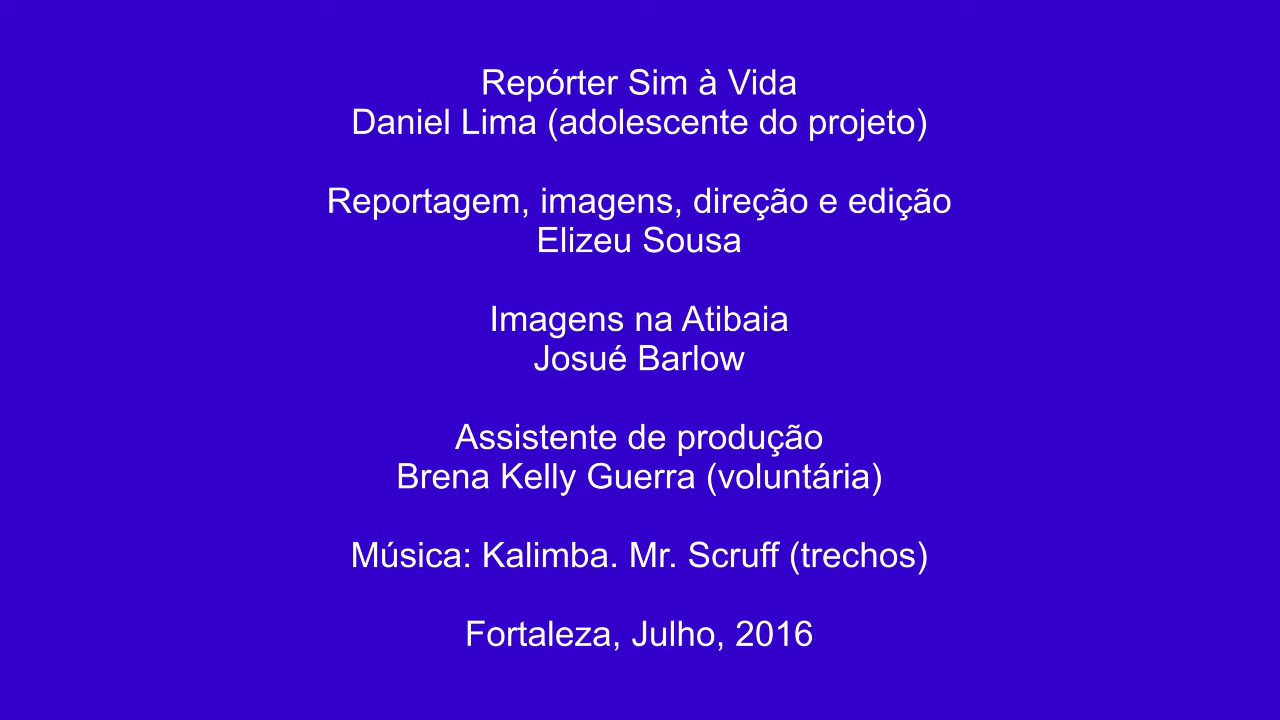 Repórter Sim à Vida
Daniel Lima (adolescente do projeto)
Reportagem, imagens, direção e edição
Elizeu Sousa
Imagens na Atibaia
Josué Barlow
Assistente de produção
Brena Kelly Guerra (voluntária)
Música: Kalimba. Mr. Scruff (trechos)
Fortaleza, Julho, 2016